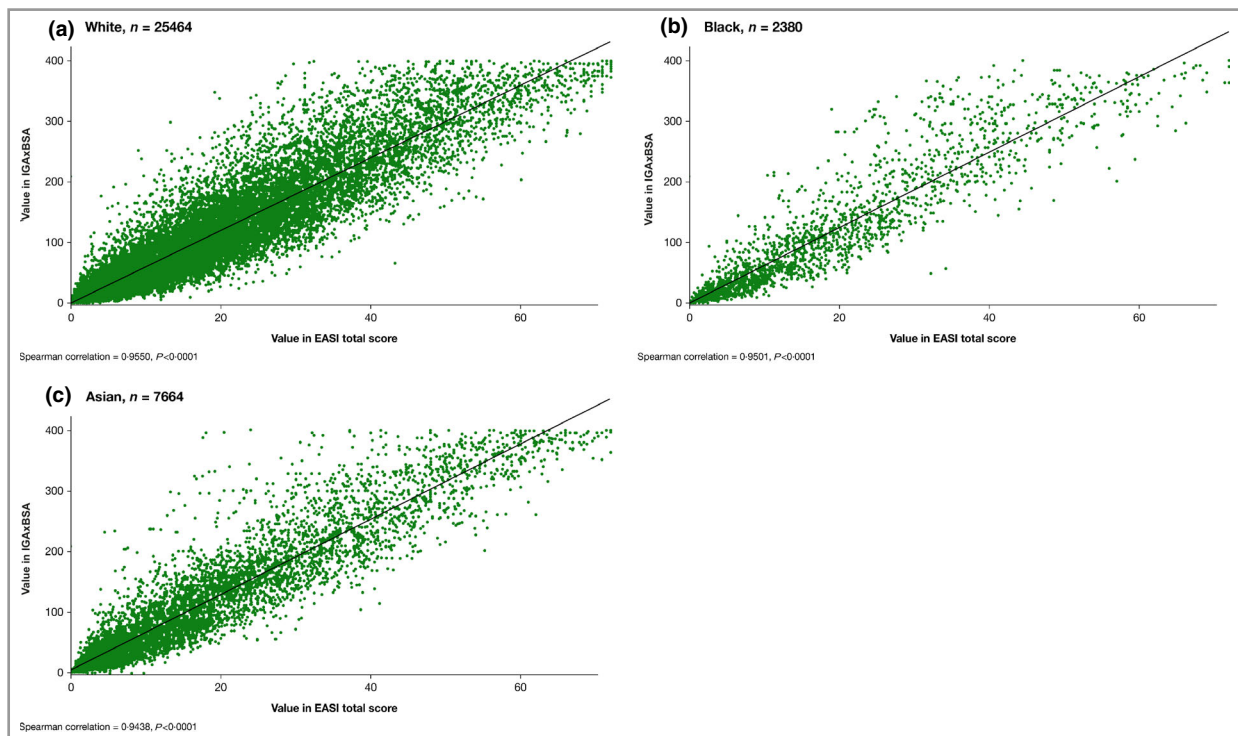 (a) White, n = 25464
400
300
200
100
0
Value in IGAxBSA
0 20 40 60
Value in EASI total score
Spearman correlation = 0·9550, P<0·0001
(b) Black, n = 2380
400
300
200
100
0
Value in IGAxBSA
0 20 40 60
Value in EASI total score
Spearman correlation = 0·9501, P<0·0001
(c) Asian, n = 7664
400
300
200
100
0
Value in IGAxBSA
0 20 40 60
Value in EASI total score
Spearman correlation = 0·9438, P<0·0001